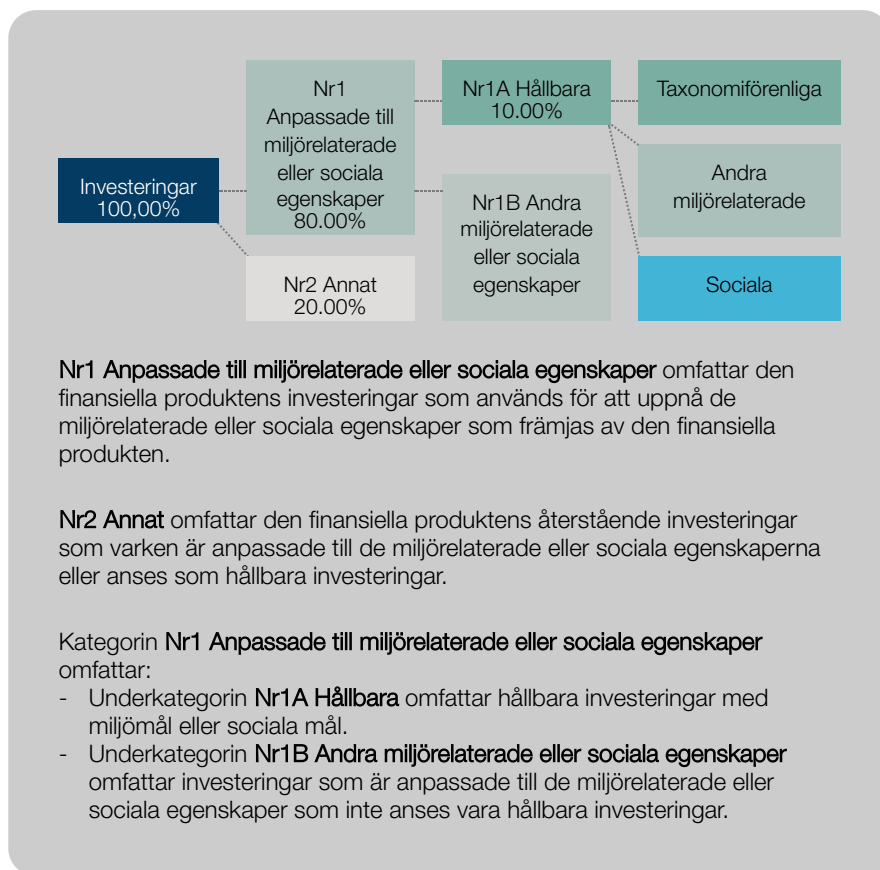 Investeringar
100,00%
Nr1
Anpassade till
miljörelaterade
eller sociala
egenskaper
80.00%
Nr2 Annat
20.00%
Nr1A Hållbara
10.00%
Nr1B Andra
miljörelaterade
eller sociala
egenskaper
Taxonomiförenliga
Andra
miljörelaterade
Sociala
Nr1 Anpassade till miljörelaterade eller sociala egenskaper omfattar den
finansiella produktens investeringar som används för att uppnå de
miljörelaterade eller sociala egenskaper som främjas av den finansiella
produkten.
Nr2 Annat omfattar den finansiella produktens återstående investeringar
som varken är anpassade till de miljörelaterade eller sociala egenskaperna
eller anses som hållbara investeringar.
Kategorin Nr1 Anpassade till miljörelaterade eller sociala egenskaper
omfattar:
- Underkategorin Nr1A Hållbara omfattar hållbara investeringar med
miljömål eller sociala mål.
- Underkategorin Nr1B Andra miljörelaterade eller sociala egenskaper
omfattar investeringar som är anpassade till de miljörelaterade eller
sociala egenskaper som inte anses vara hållbara investeringar.